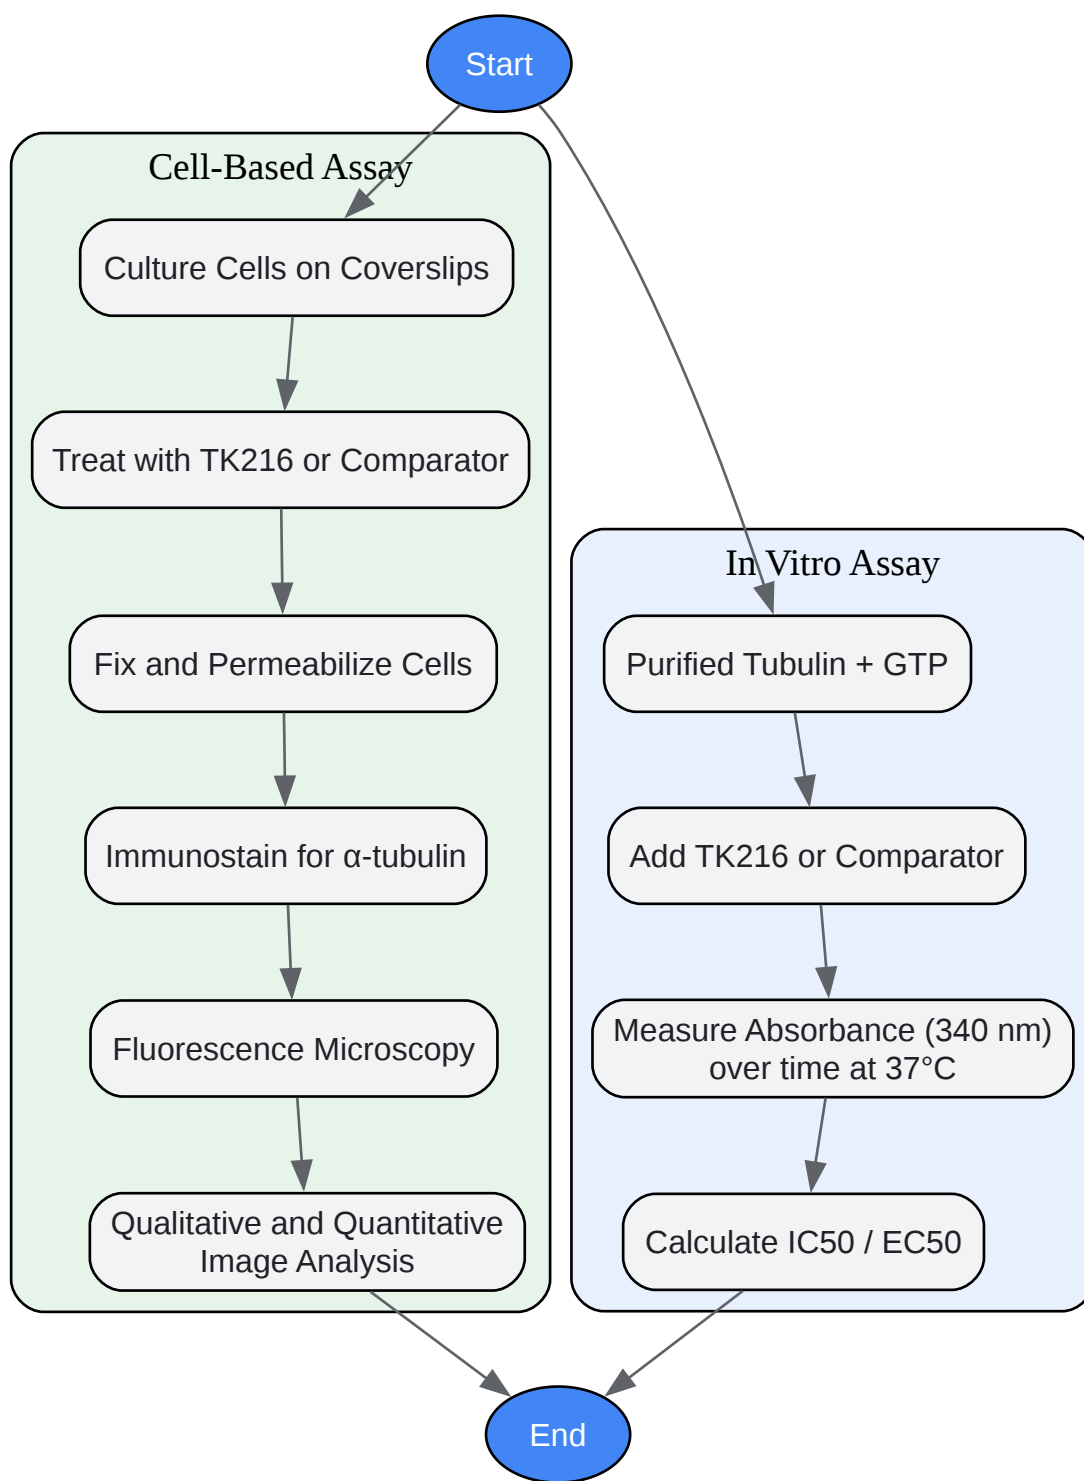 Start
Cell-Based Assay
Culture Cells on Coverslips
Treat with TK216 or Comparator
Fix and Permeabilize Cells
Immunostain for α-tubulin
Fluorescence Microscopy
Qualitative and Quantitative
Image Analysis
In Vitro Assay
Purified Tubulin + GTP
Add TK216 or Comparator
Measure Absorbance (340 nm)
over time at 37°C
Calculate IC50 / EC50
End